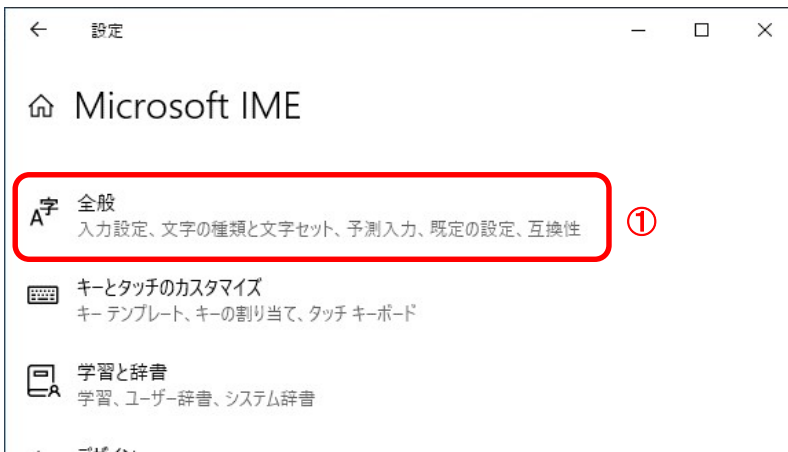 設定
Microsoft IME
全般
入力設定、文字の種類と文字セット、予測入力、既定の設定、互換性
①
キーとタッチのカスタマイズ
キー テンプレート、キーの割り当て、タッチ キーボード
学習と辞書
学習、ユーザー辞書、システム辞書
デザイン